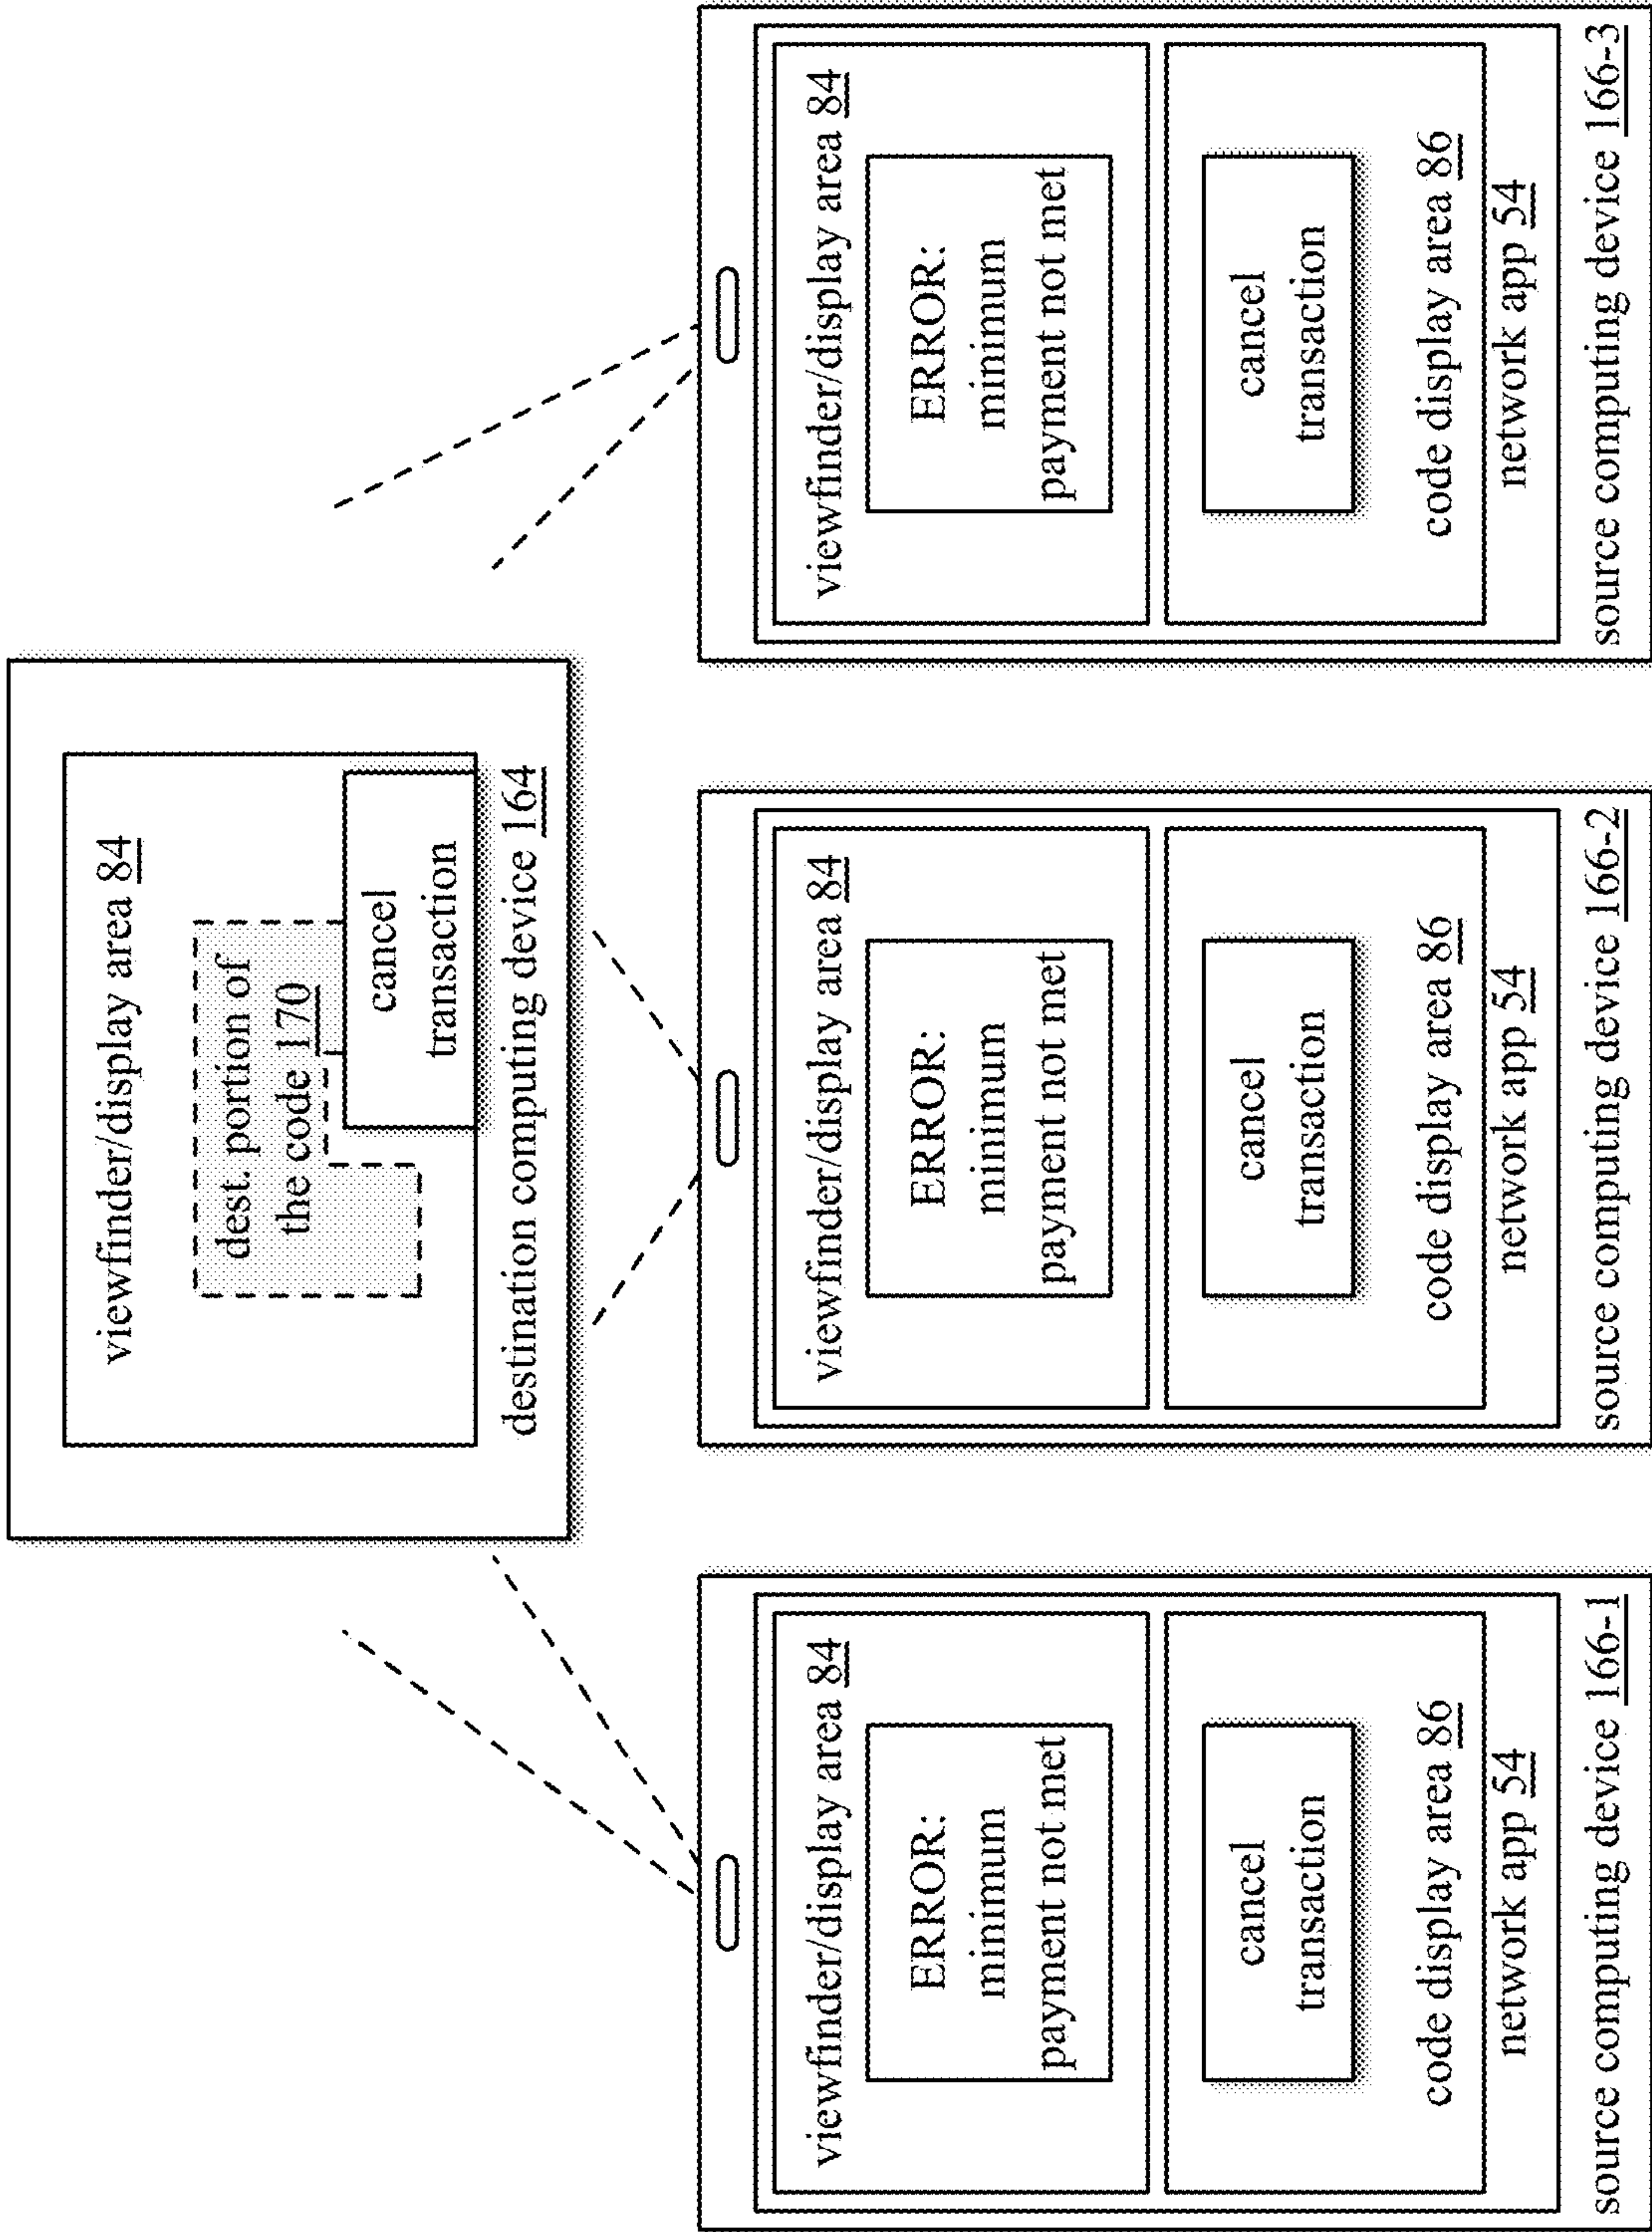 viewfinder/display area 84
dest. portion of
the code 170
cancel
transaction
destination computing device 164
viewfinder/display area 84
ERROR:
minimum
payment not met
cancel
transaction
code display area 86
network app 54
source computing device 166-1
viewfinder/display area 84
ERROR:
minimum
payment not met
cancel
transaction
code display area 86
network app 54
source computing device 166-2
viewfinder/display area 84
ERROR:
minimum
payment not met
cancel
transaction
code display area 86
network app 54
source computing device 166-3